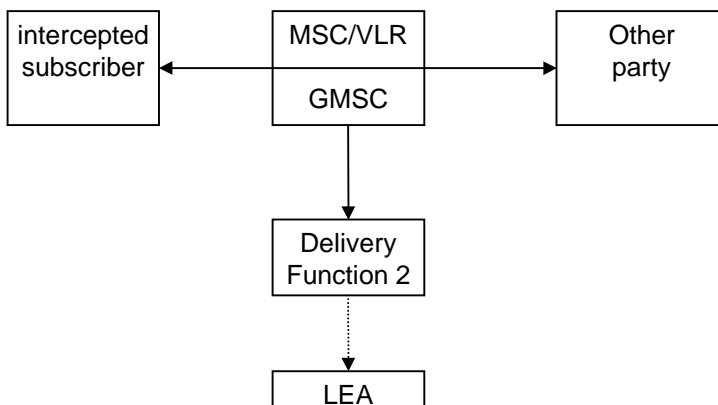 intercepted
subscriber
MSC/VLR
GMSC
Other
party
Delivery
Function 2
LEA